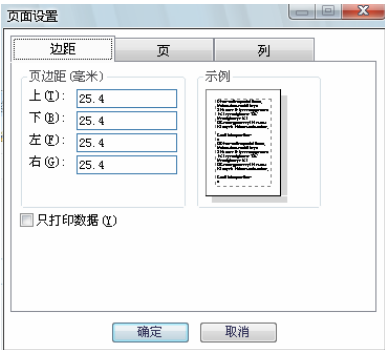 页面设置
边距 页 列
页边距(毫米) 示例
上(T): 25.4
下(B): 25.4
左(F): 25.4
右(G): 25.4
只打印数据(Y)
确定 取消